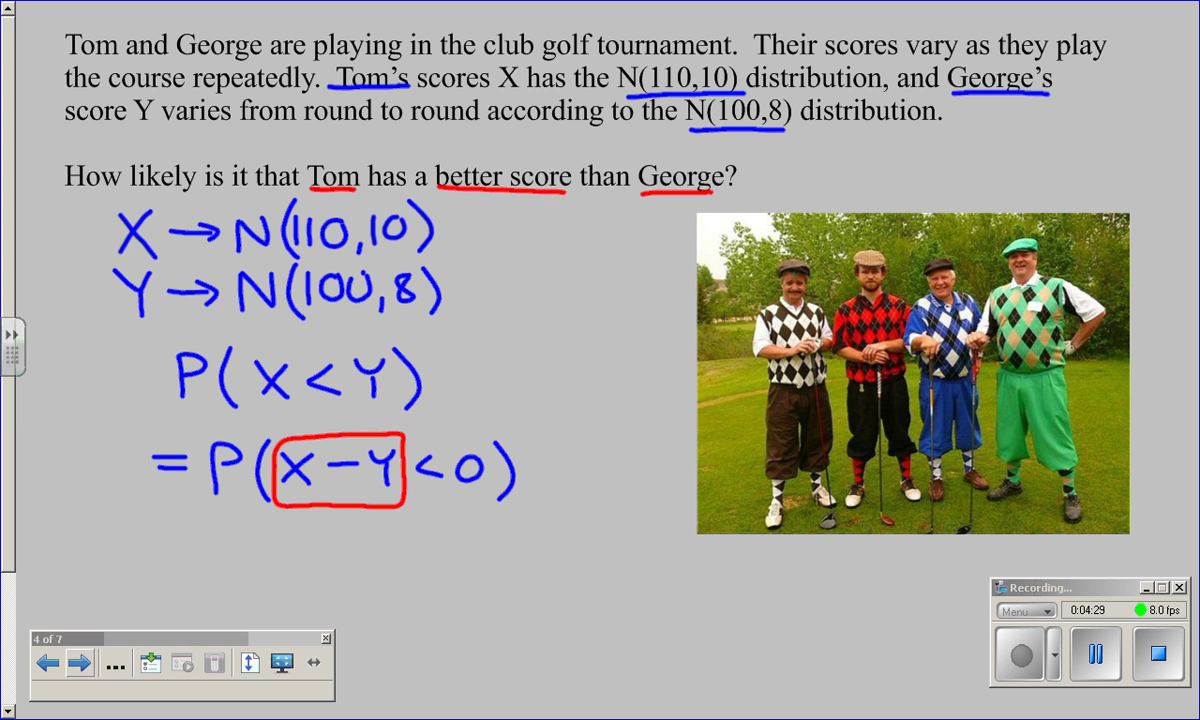 Tom and George are playing in the club golf tournament.  Their scores vary as they play
the course repeatedly.  Tom's scores X has the N(110,10) distribution, and George's
score Y varies from round to round according to the N(100,8) distribution.
How likely is it that Tom has a better score than George?
X → N(110,10)
Y → N(100,8)
P(X<Y)
= P(X-Y<0)
Recording...
Menu 0:04:29 8.0 fps
4 of 7